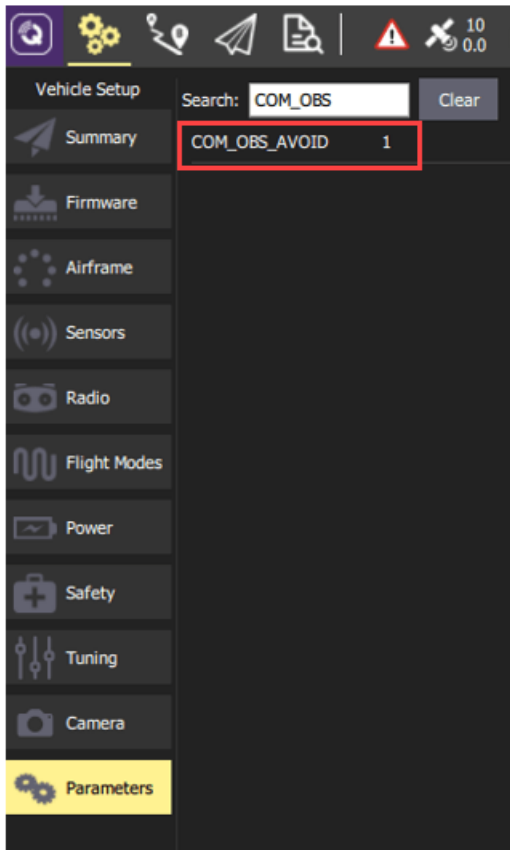 10
0.0
Vehicle Setup
Search: COM_OBS Clear
COM_OBS_AVOID 1
Summary
Firmware
Airframe
Sensors
Radio
Flight Modes
Power
Safety
Tuning
Camera
Parameters